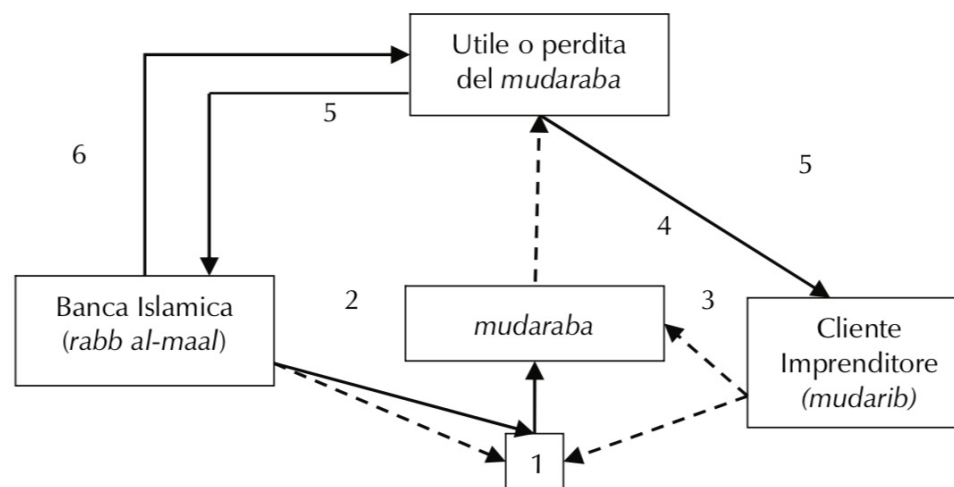 Utile o perdita
del mudaraba
5
6
5
4
Banca Islamica
(rabb al-maal)
2
mudaraba
3
Cliente
Imprenditore
(mudarib)
1